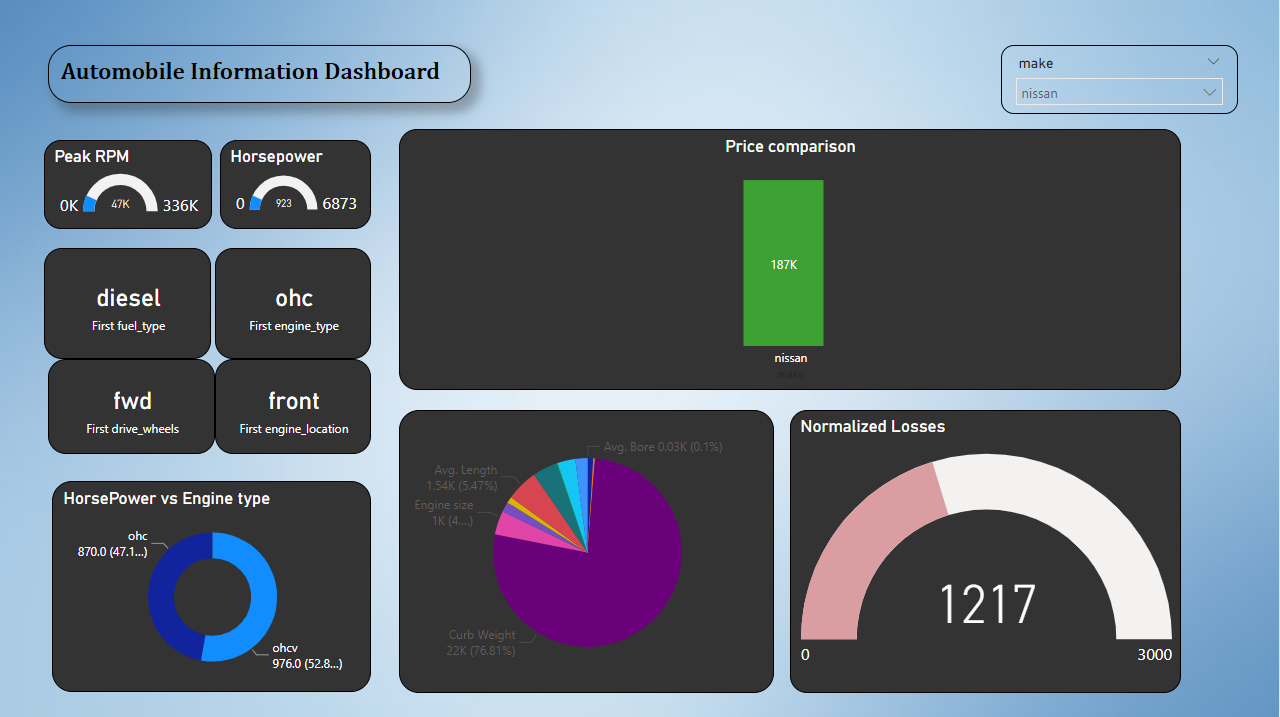 Automobile Information Dashboard
make
nissan
Peak RPM
0K
47K
336K
Horsepower
0
923
6873
Price comparison
187K
nissan
make
diesel
First fuel_type
ohc
First engine_type
fwd
First drive_wheels
front
First engine_location
HorsePower vs Engine type
ohc
870.0 (47.1...)
ohcv
976.0 (52.8...)
Avg. Bore 0.03K (0.1%)
Avg. Length
1.54K (5.47%)
Engine size
1K (4....)
Curb Weight
22K (76.81%)
Normalized Losses
1217
0
3000